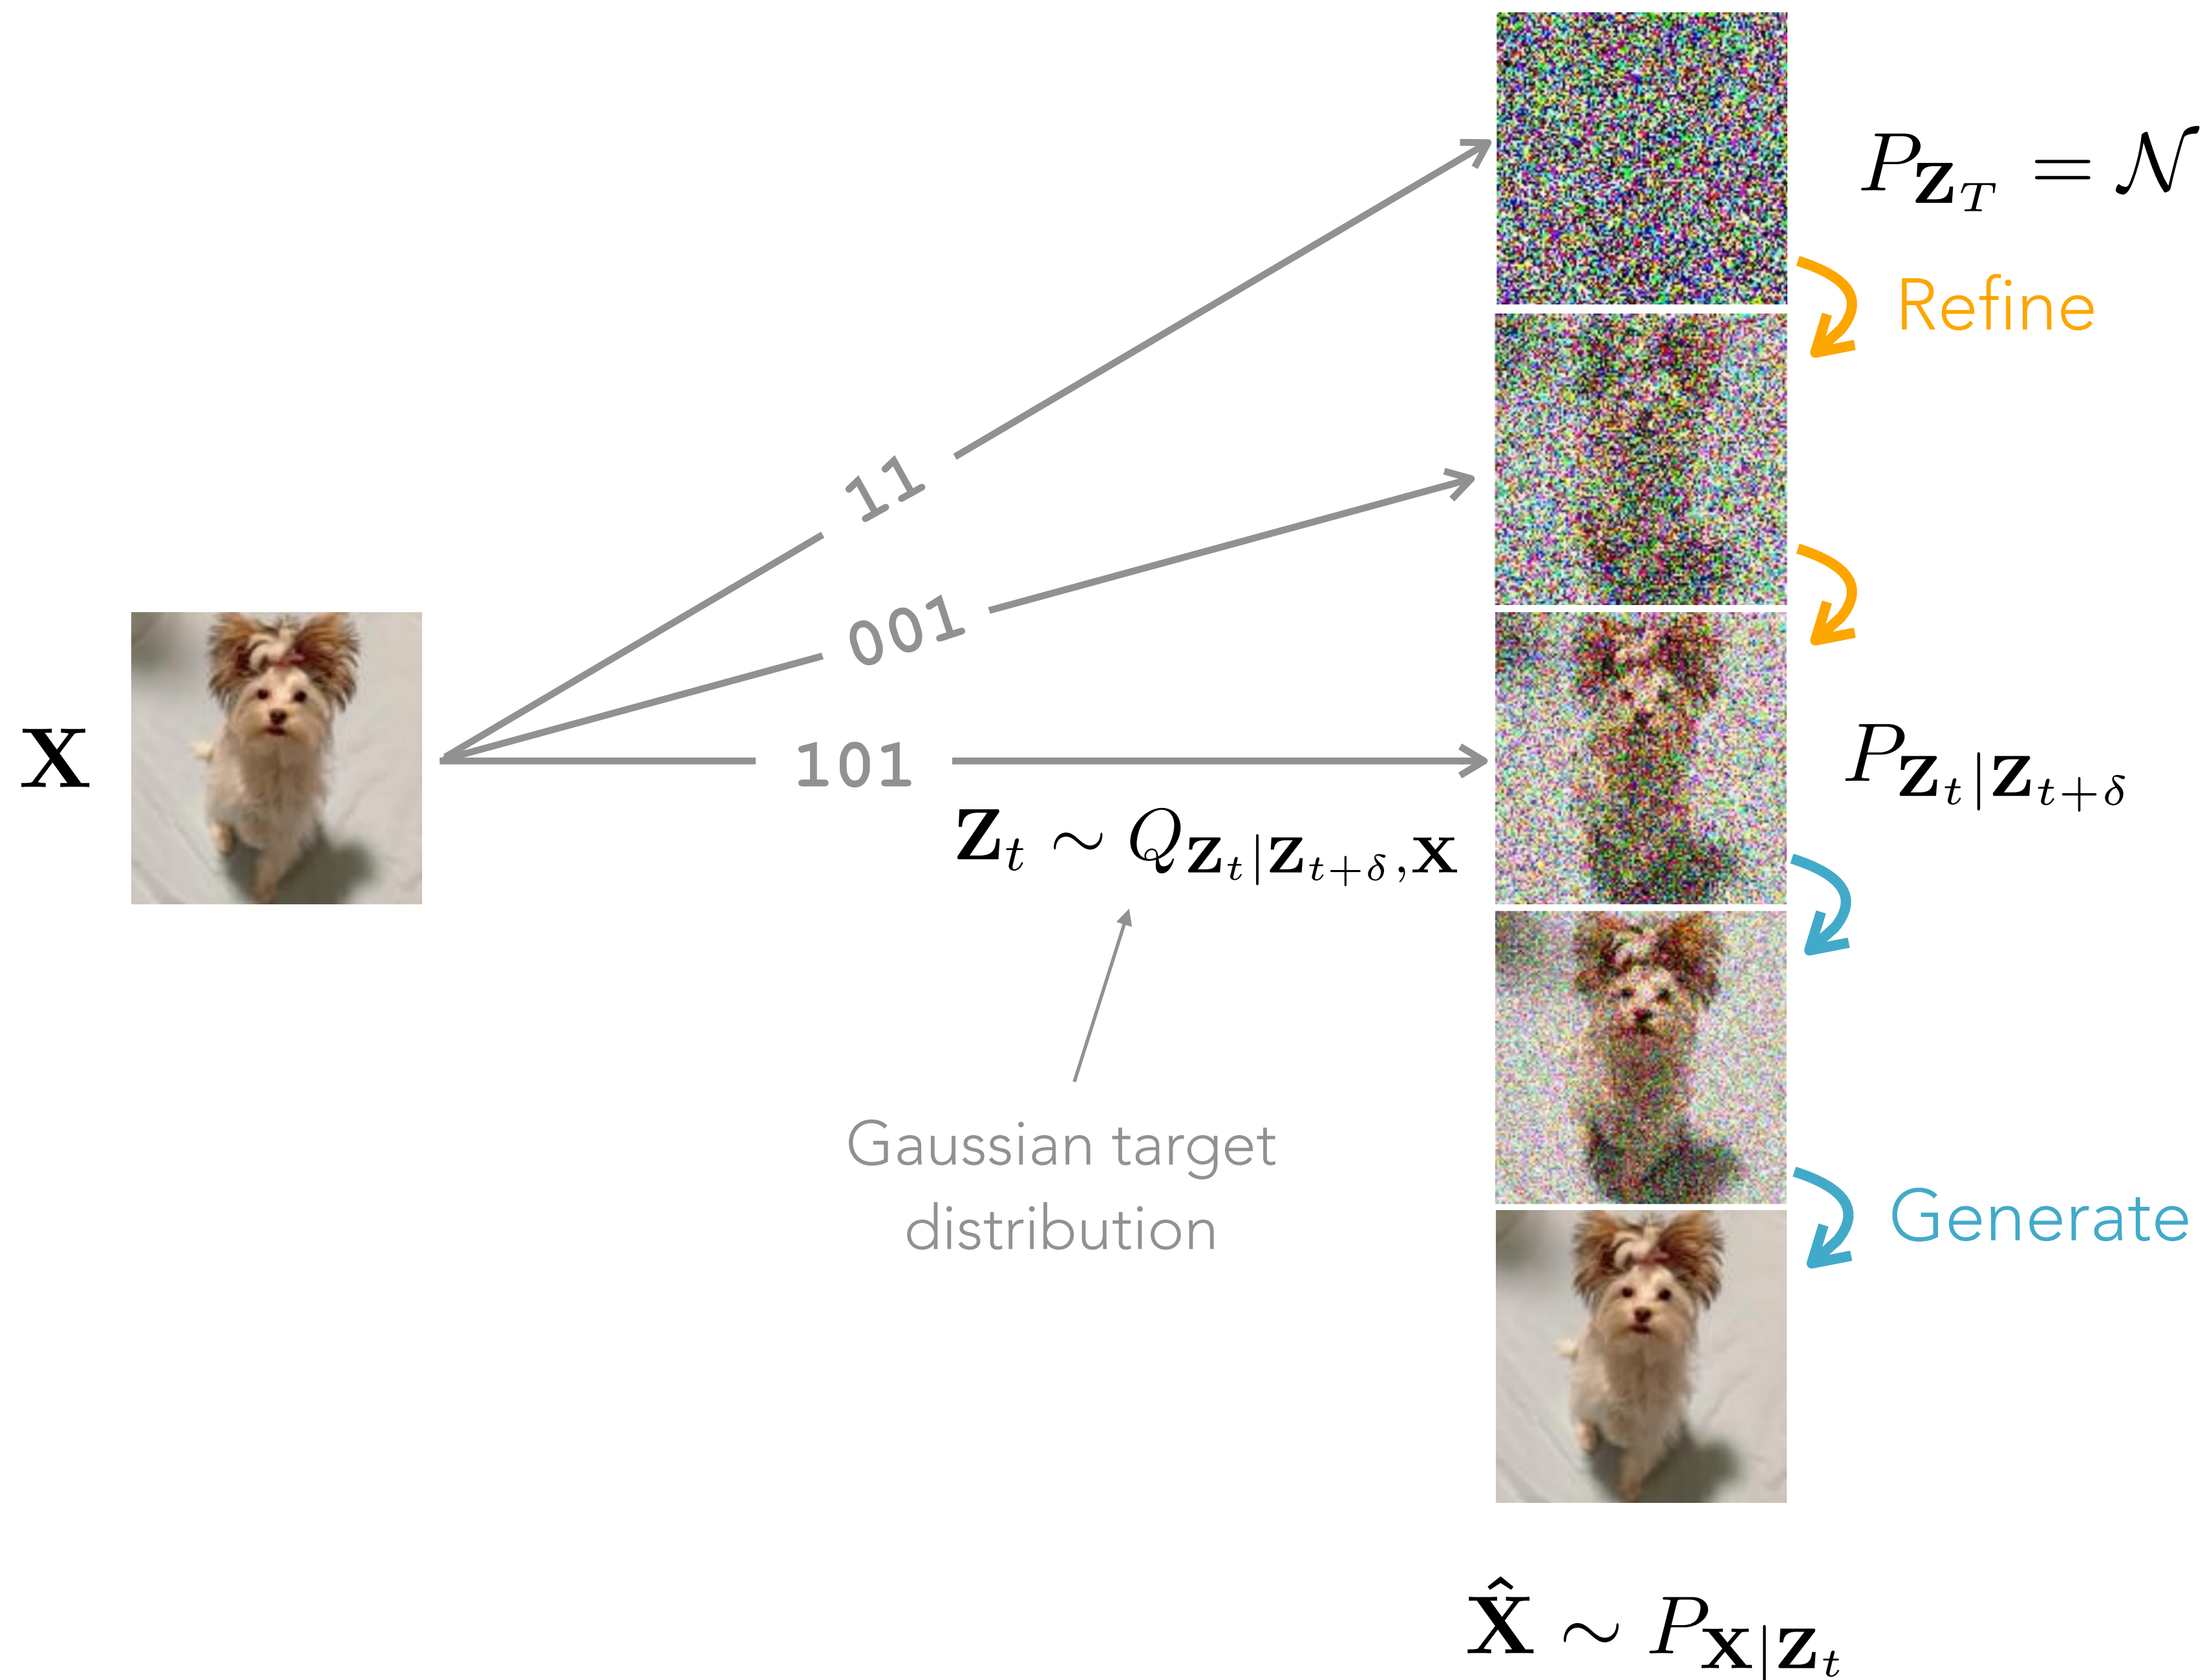 P_{𝐙_T} = 𝒩
Refine
11
001
𝐗
101
P_{𝐙_t|𝐙_{t+δ}}
𝐙_t ∼ Q_{𝐙_t|𝐙_{t+δ},𝐗}
Gaussian target
distribution
Generate
𝐗̂ ∼ P_{𝐗|𝐙_t}